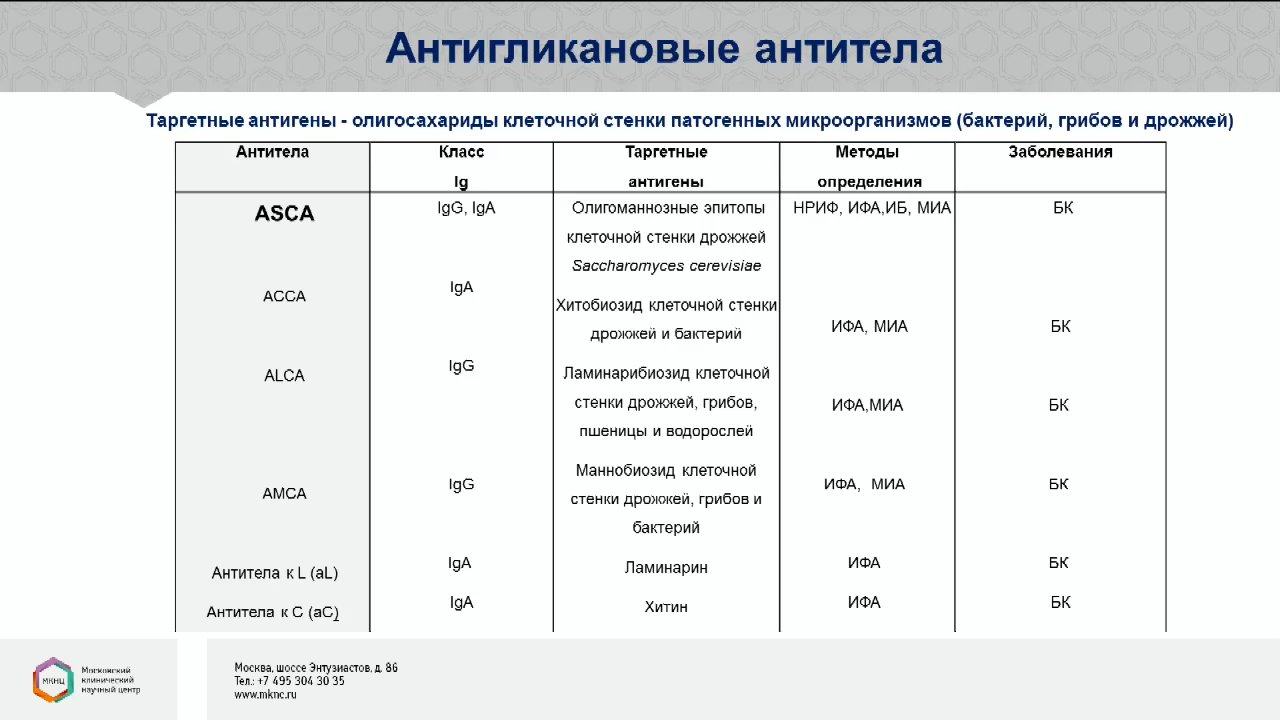 Антигликановые антитела
Таргетные антигены - олигосахариды клеточной стенки патогенных микроорганизмов (бактерий, грибов и дрожжей)
Антитела
Класс
Ig
Таргетные
антигены
Методы
определения
Заболевания
ASCA
IgG, IgA
Олигоманнозные эпитопы
клеточной стенки дрожжей
Saccharomyces cerevisiae
НРИФ, ИФА,ИБ, МИА
БК
ACCA
IgA
Хитобиозид клеточной стенки
дрожжей и бактерий
ИФА, МИА
БК
ALCA
IgG
Ламинарибиозид клеточной
стенки дрожжей, грибов,
пшеницы и водорослей
ИФА,МИА
БК
AMCA
IgG
Маннобиозид клеточной
стенки дрожжей, грибов и
бактерий
ИФА, МИА
БК
Антитела к L (aL)
IgA
Ламинарин
ИФА
БК
Антитела к C (aC)
IgA
Хитин
ИФА
БК
МКНЦ
Московский
клинический
научный центр
Москва, шоссе Энтузиастов, д. 86
Тел.: +7 495 304 30 35
www.mknc.ru